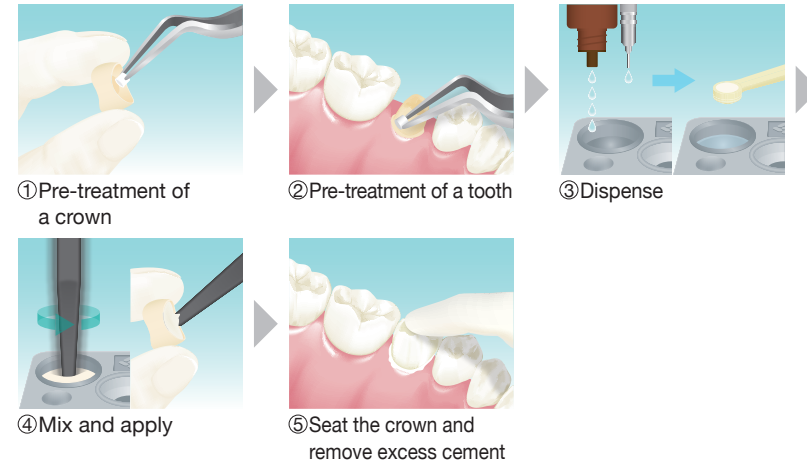 ①Pre-treatment of
a crown
②Pre-treatment of a tooth
③Dispense
④Mix and apply
⑤Seat the crown and
remove excess cement